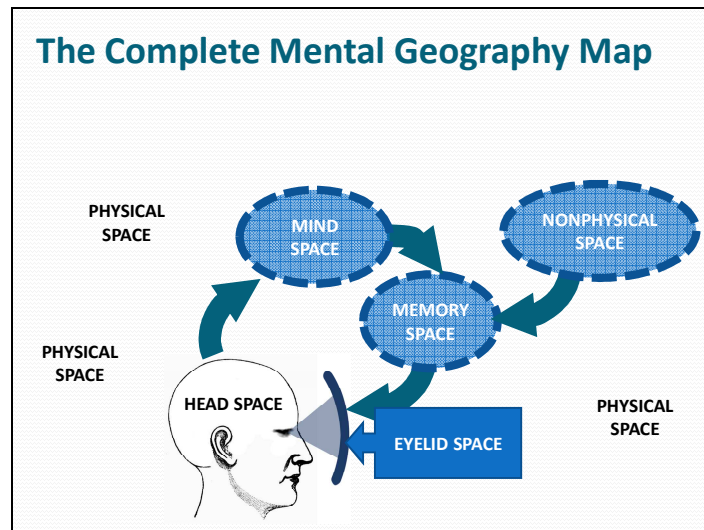 The Complete Mental Geography Map
PHYSICAL
SPACE
MIND
SPACE
NONPHYSICAL
SPACE
MEMORY
SPACE
PHYSICAL
SPACE
HEAD SPACE
PHYSICAL
SPACE
EYELID SPACE